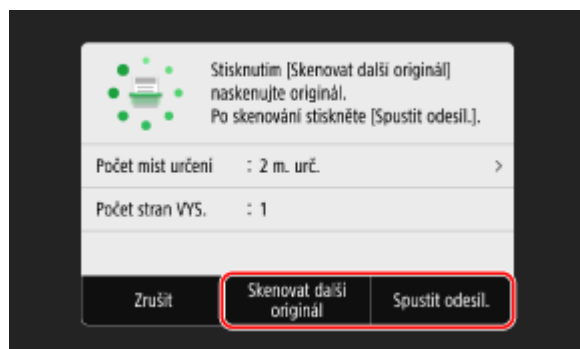 Stisknutím [Skenovat další originál]
naskenujte originál.
Po skenování stiskněte [Spustit odesíl.].
Počet míst určení : 2 m. urč. >
Počet stran VYS. : 1
Zrušit
Skenovat další
originál
Spustit odesíl.